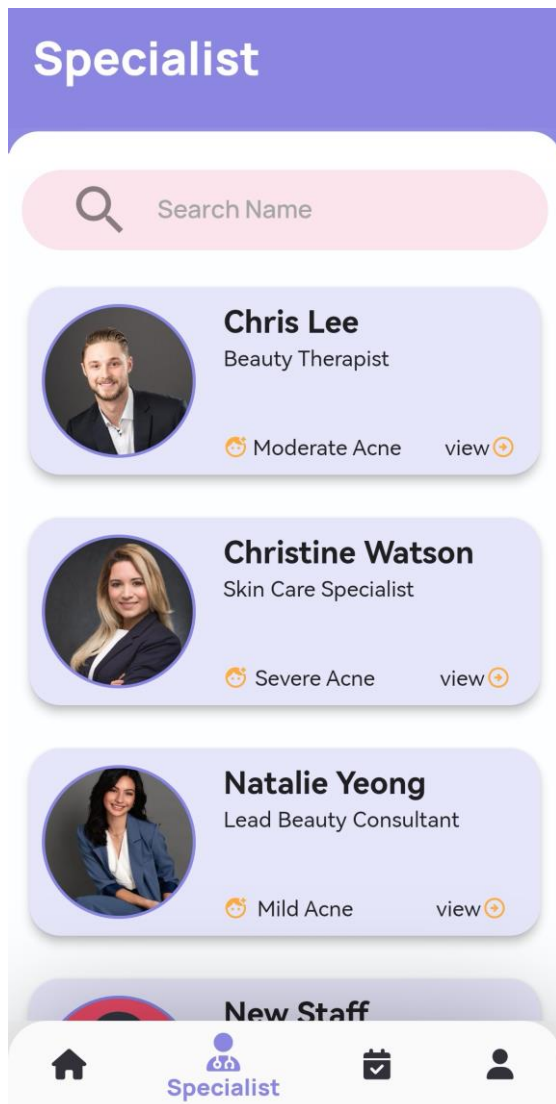 Specialist
Search Name
Chris Lee
Beauty Therapist
Moderate Acne view
Christine Watson
Skin Care Specialist
Severe Acne view
Natalie Yeong
Lead Beauty Consultant
Mild Acne view
New Staff
Specialist